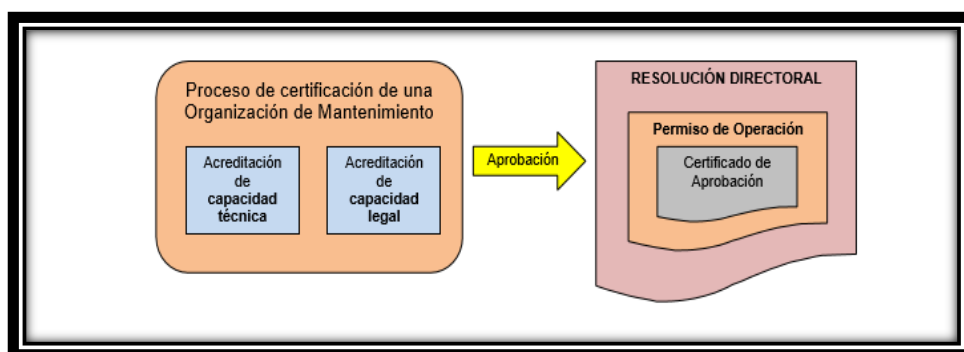 Proceso de certificación de una
Organización de Mantenimiento
Acreditación
de
capacidad
técnica
Acreditación
de
capacidad
legal
Aprobación
RESOLUCIÓN DIRECTORAL
Permiso de Operación
Certificado de
Aprobación